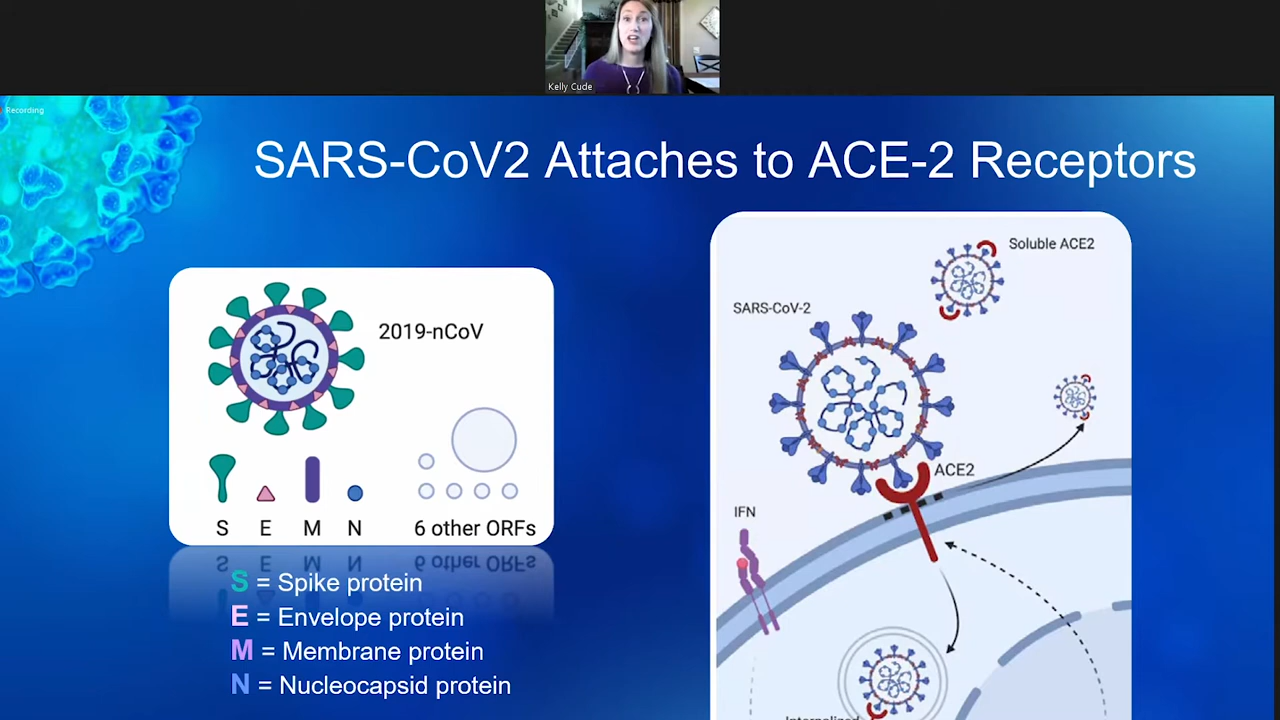 Kelly Cude
Recording
SARS-CoV2 Attaches to ACE-2 Receptors
2019-nCoV
S E M N 6 other ORFs
S = Spike protein
E = Envelope protein
M = Membrane protein
N = Nucleocapsid protein
Soluble ACE2
SARS-CoV-2
ACE2
IFN
Internalized